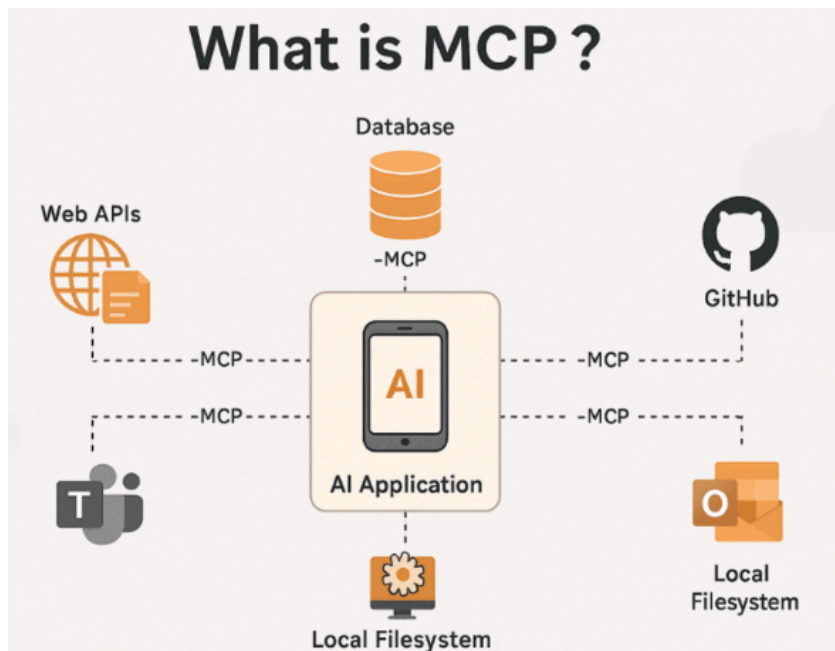 What is MCP ?
Database
Web APIs
-MCP
GitHub
-MCP
-MCP
AI
-MCP
-MCP
AI Application
T
O
Local
Filesystem
Local Filesystem